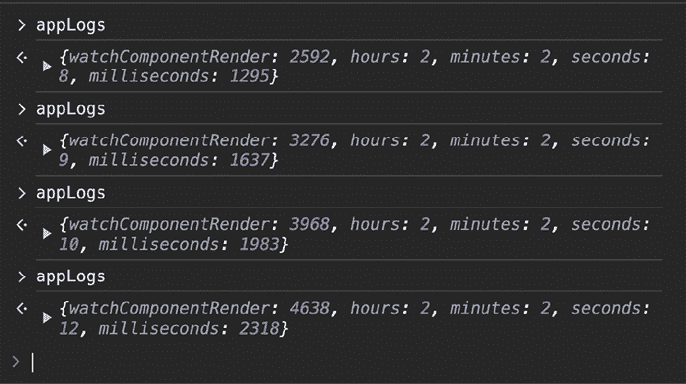 > appLogs
{watchComponentRender: 2592, hours: 2, minutes: 2, seconds:
8, milliseconds: 1295}
> appLogs
{watchComponentRender: 3276, hours: 2, minutes: 2, seconds:
9, milliseconds: 1637}
> appLogs
{watchComponentRender: 3968, hours: 2, minutes: 2, seconds:
10, milliseconds: 1983}
> appLogs
{watchComponentRender: 4638, hours: 2, minutes: 2, seconds:
12, milliseconds: 2318}
>